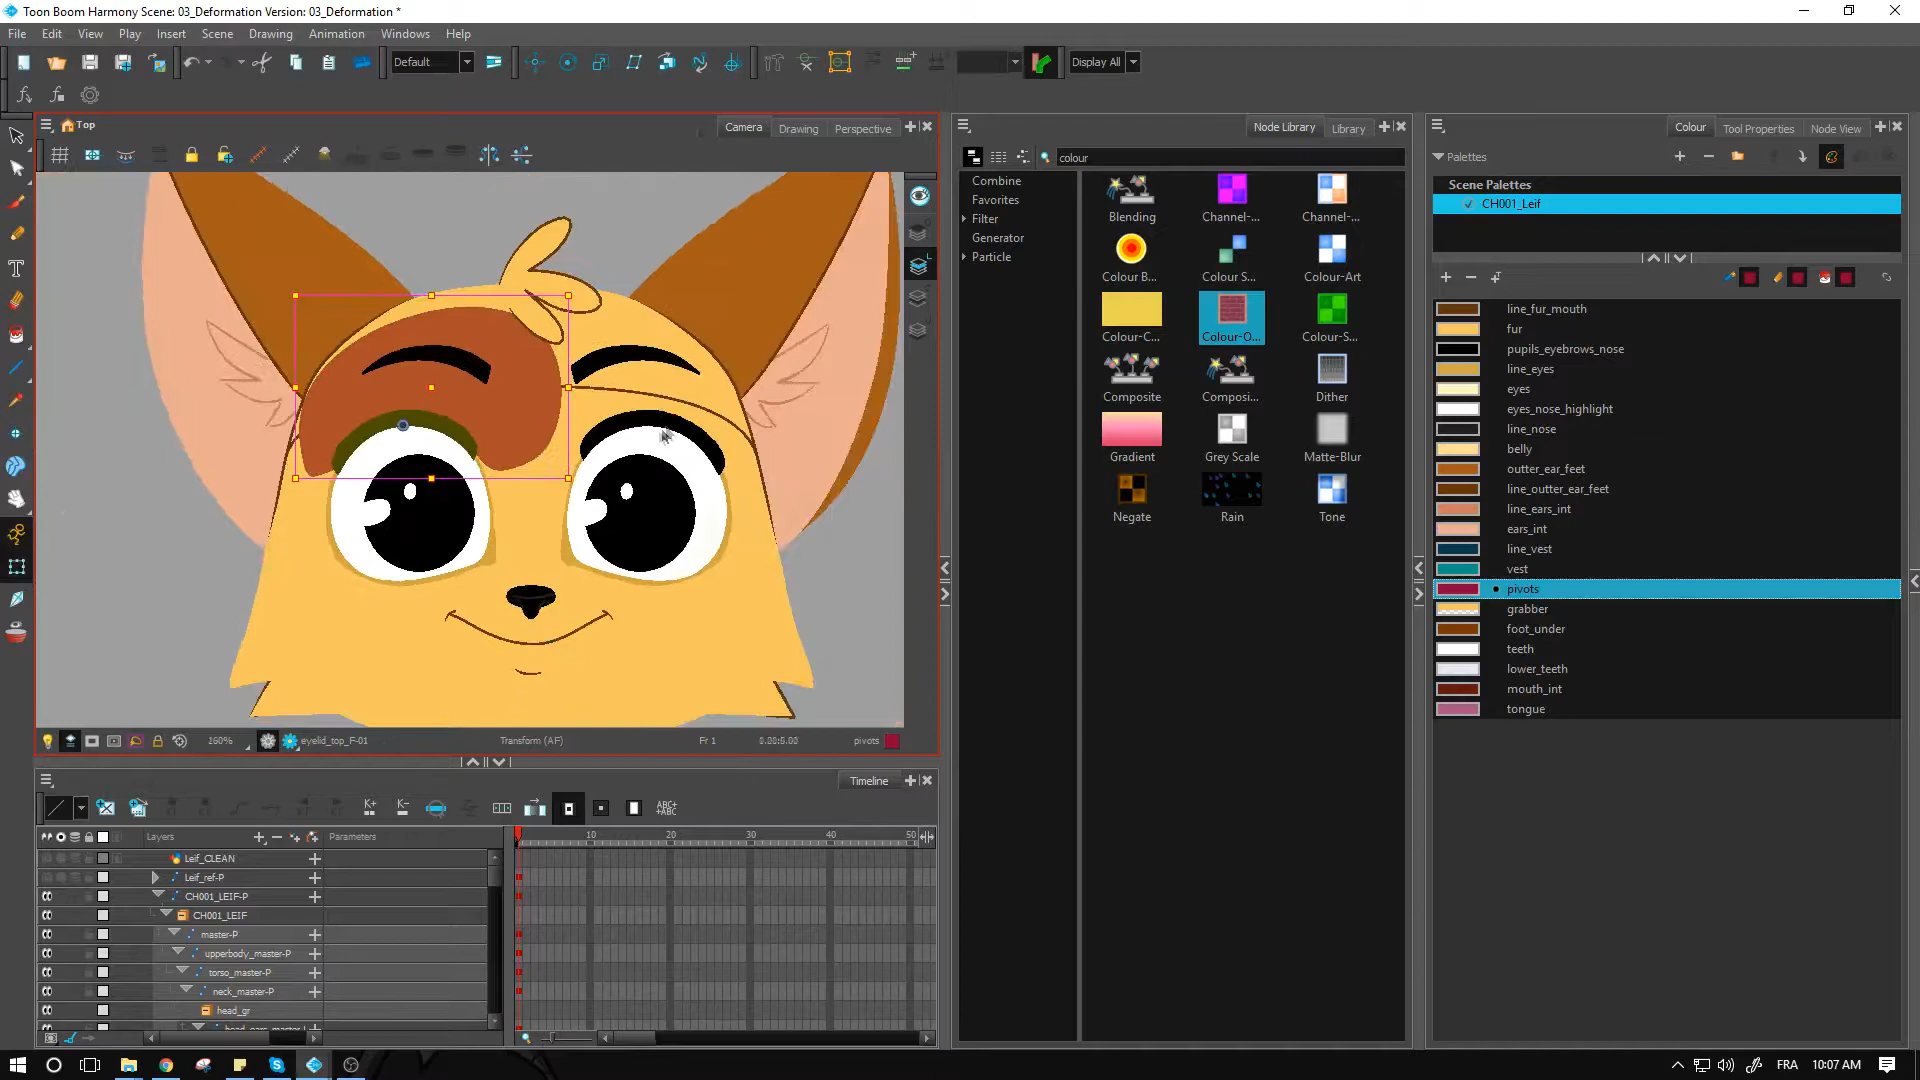 Toon Boom Harmony Scene: 03_Deformation Version: 03_Deformation *
File Edit View Play Insert Scene Drawing Animation Windows Help
Default
Display All
Top
Camera Drawing Perspective
Node Library Library
Colour Tool Properties Node View
colour
Palettes
Scene Palettes
CH001_Leif
Combine
Favorites
Filter
Generator
Particle
Blending Channel-... Channel-...
Colour B... Colour S... Colour-Art
Colour-C... Colour-O... Colour-S...
Composite Composi... Dither
Gradient Grey Scale Matte-Blur
Negate Rain Tone
line_fur_mouth
fur
pupils_eyebrows_nose
line_eyes
eyes
eyes_nose_highlight
line_nose
belly
outter_ear_feet
line_outter_ear_feet
line_ears_int
ears_int
line_vest
vest
pivots
grabber
foot_under
teeth
lower_teeth
mouth_int
tongue
260% eyelid_top_F-01 Transform (AF) Fr 1 pivots
Timeline
K+ K- ABC+ +ABC
Layers Parameters 10 20 30 40 50
Leif_CLEAN
Leif_ref-P
CH001_LEIF-P
CH001_LEIF
master-P
upperbody_master-P
torso_master-P
neck_master-P
head_gr
FRA 10:07 AM